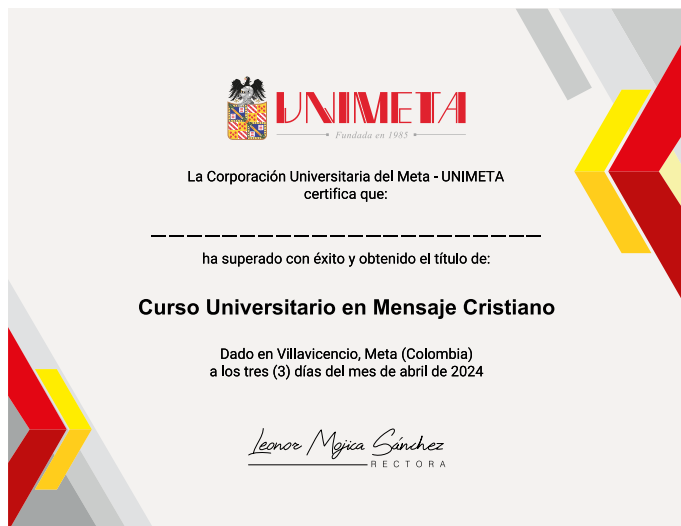 UNIMETA
Fundada en 1985
La Corporación Universitaria del Meta - UNIMETA
certifica que:
ha superado con éxito y obtenido el título de:
Curso Universitario en Mensaje Cristiano
Dado en Villavicencio, Meta (Colombia)
a los tres (3) días del mes de abril de 2024
Leonor Mojica Sánchez
RECTORA